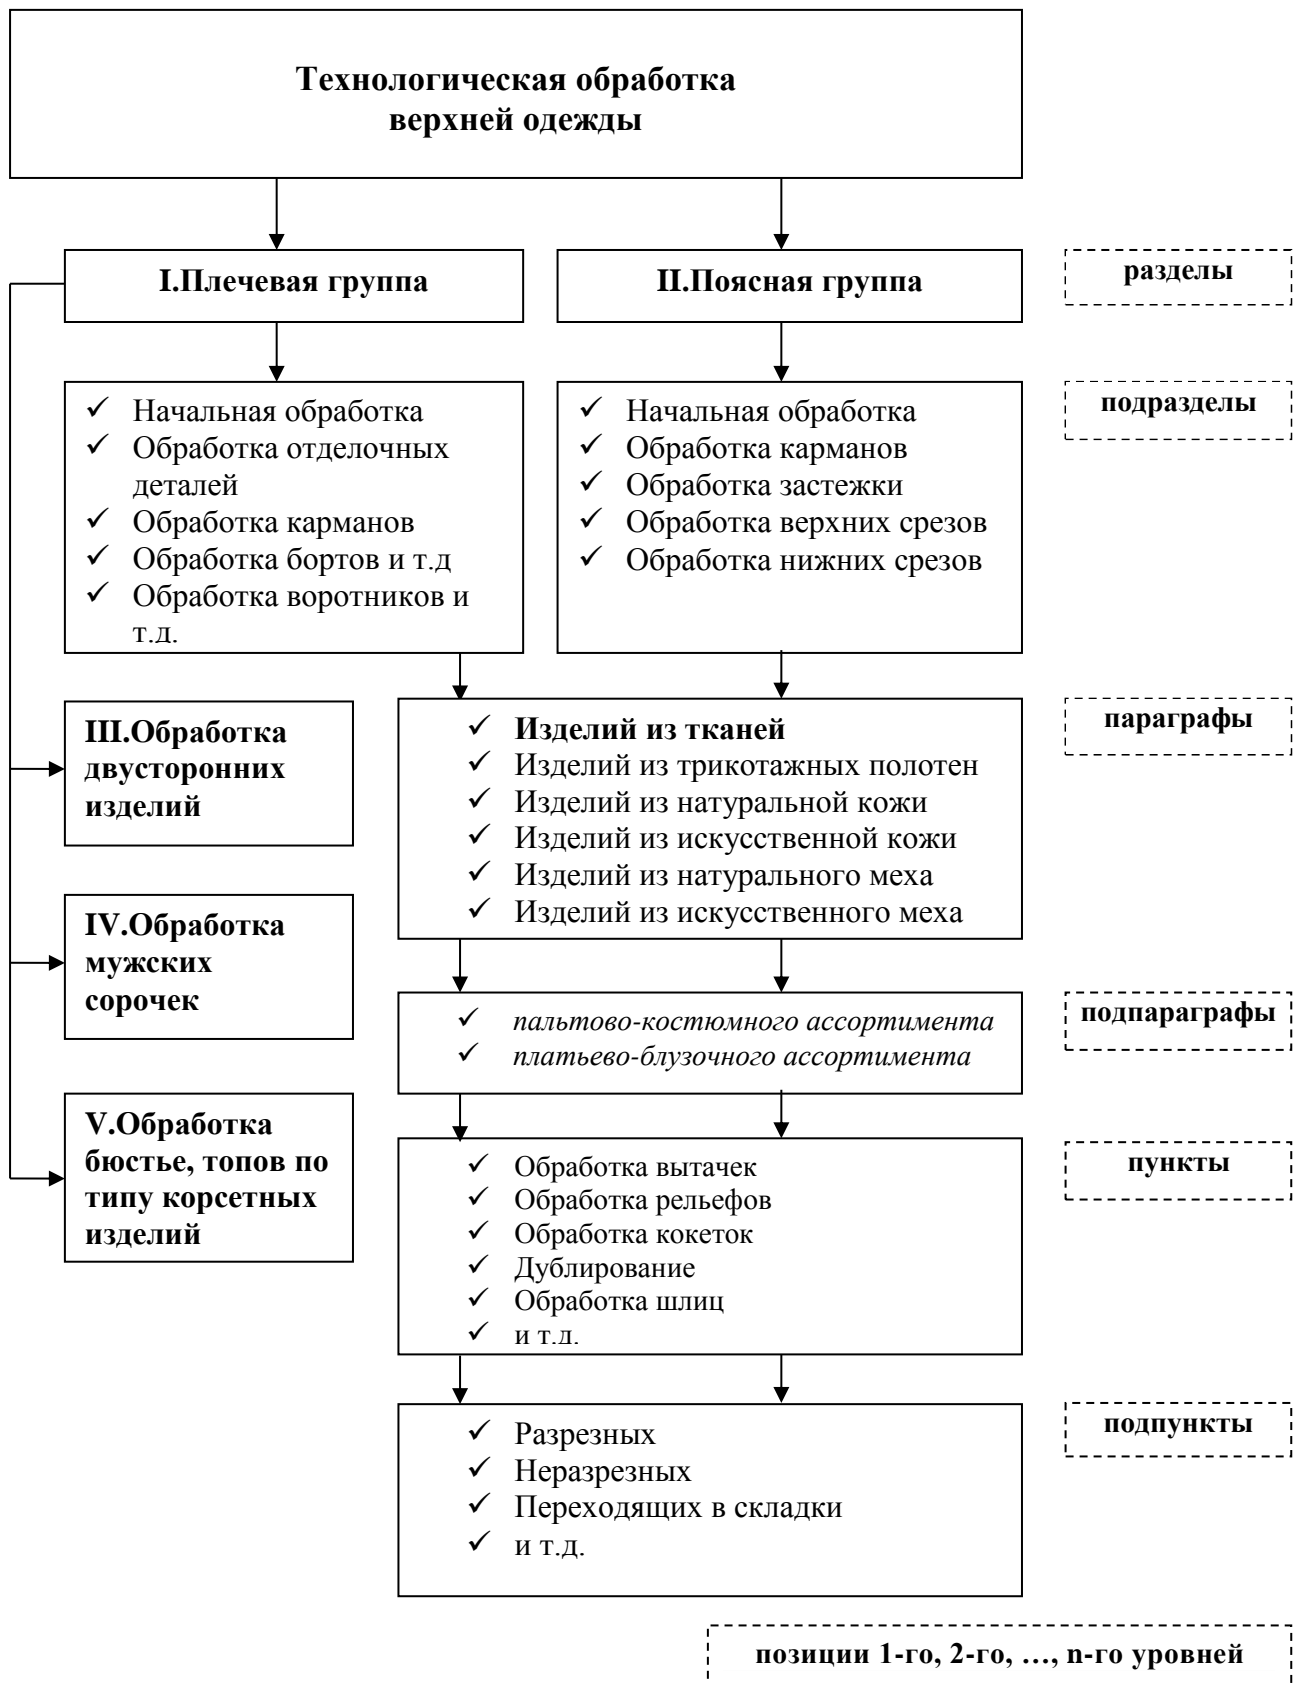 Технологическая обработка
верхней одежды
I.Плечевая группа
II.Поясная группа
разделы
Начальная обработка
Обработка отделочных
деталей
Обработка карманов
Обработка бортов и т.д
Обработка воротников и
т.д.
Начальная обработка
Обработка карманов
Обработка застежки
Обработка верхних срезов
Обработка нижних срезов
подразделы
III.Обработка
двусторонних
изделий
IV.Обработка
мужских
сорочек
V.Обработка
бюстье, топов по
типу корсетных
изделий
Изделий из тканей
Изделий из трикотажных полотен
Изделий из натуральной кожи
Изделий из искусственной кожи
Изделий из натурального меха
Изделий из искусственного меха
параграфы
пальтово-костюмного ассортимента
платьево-блузочного ассортимента
подпараграфы
Обработка вытачек
Обработка рельефов
Обработка кокеток
Дублирование
Обработка шлиц
и т.д.
пункты
Разрезных
Неразрезных
Переходящих в складки
и т.д.
подпункты
позиции 1-го, 2-го, …, n-го уровней